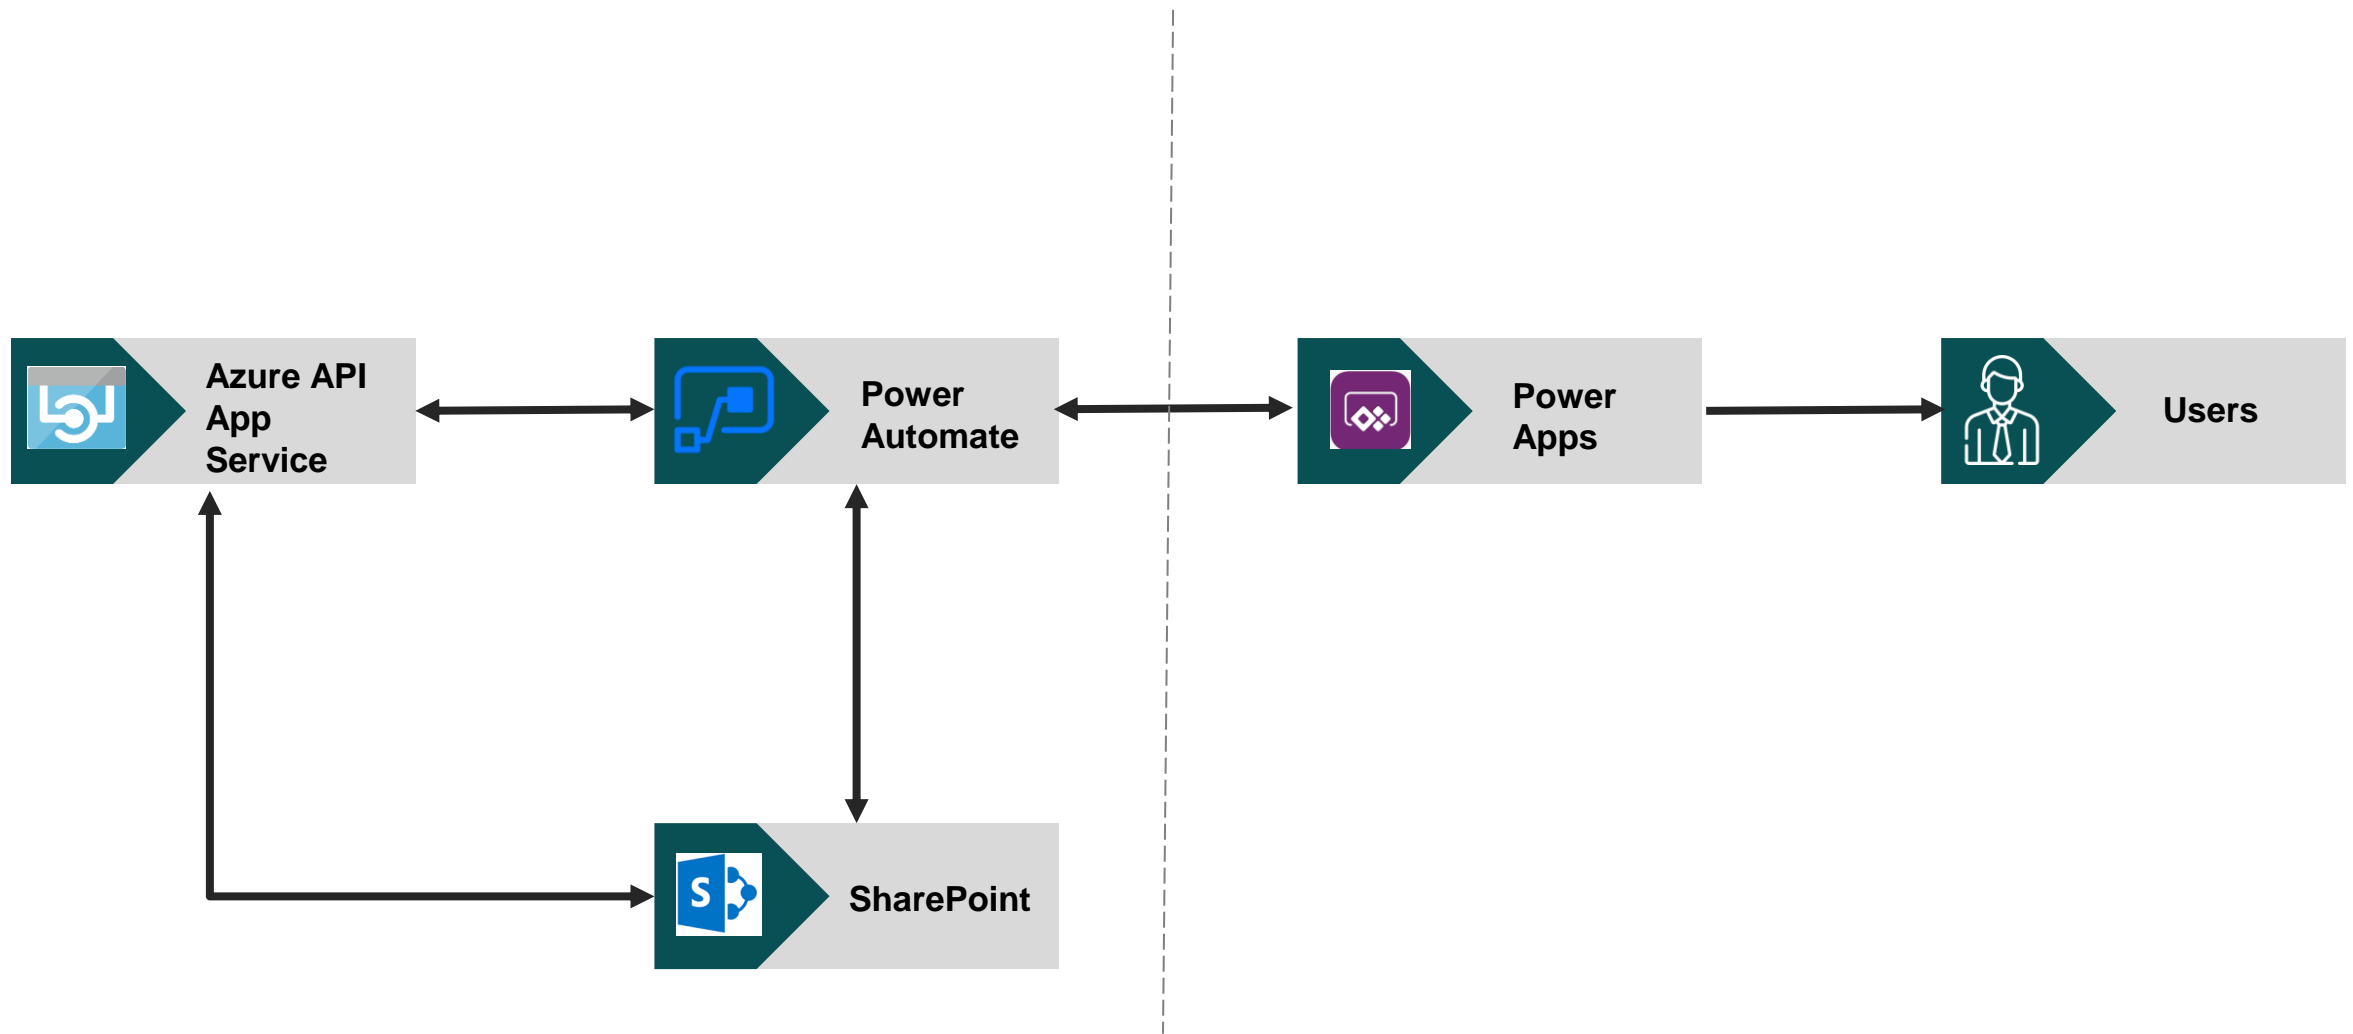 Azure API
App
Service
Power
Automate
Power
Apps
Users
S
SharePoint